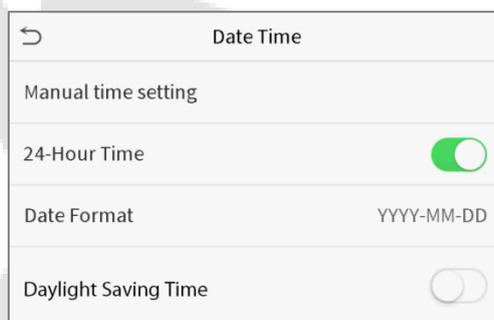 Date Time
Manual time setting
24-Hour Time
Date Format YYYY-MM-DD
Daylight Saving Time